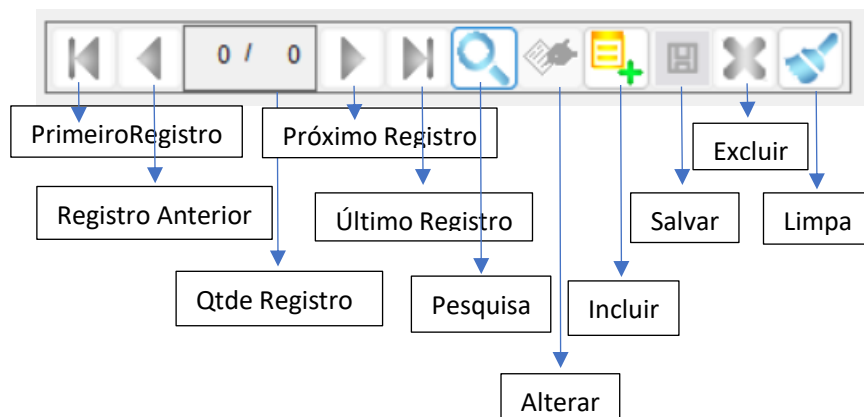 0 / 0
PrimeiroRegistro
Próximo Registro
Excluir
Registro Anterior
Último Registro
Salvar
Limpa
Qtde Registro
Pesquisa
Incluir
Alterar